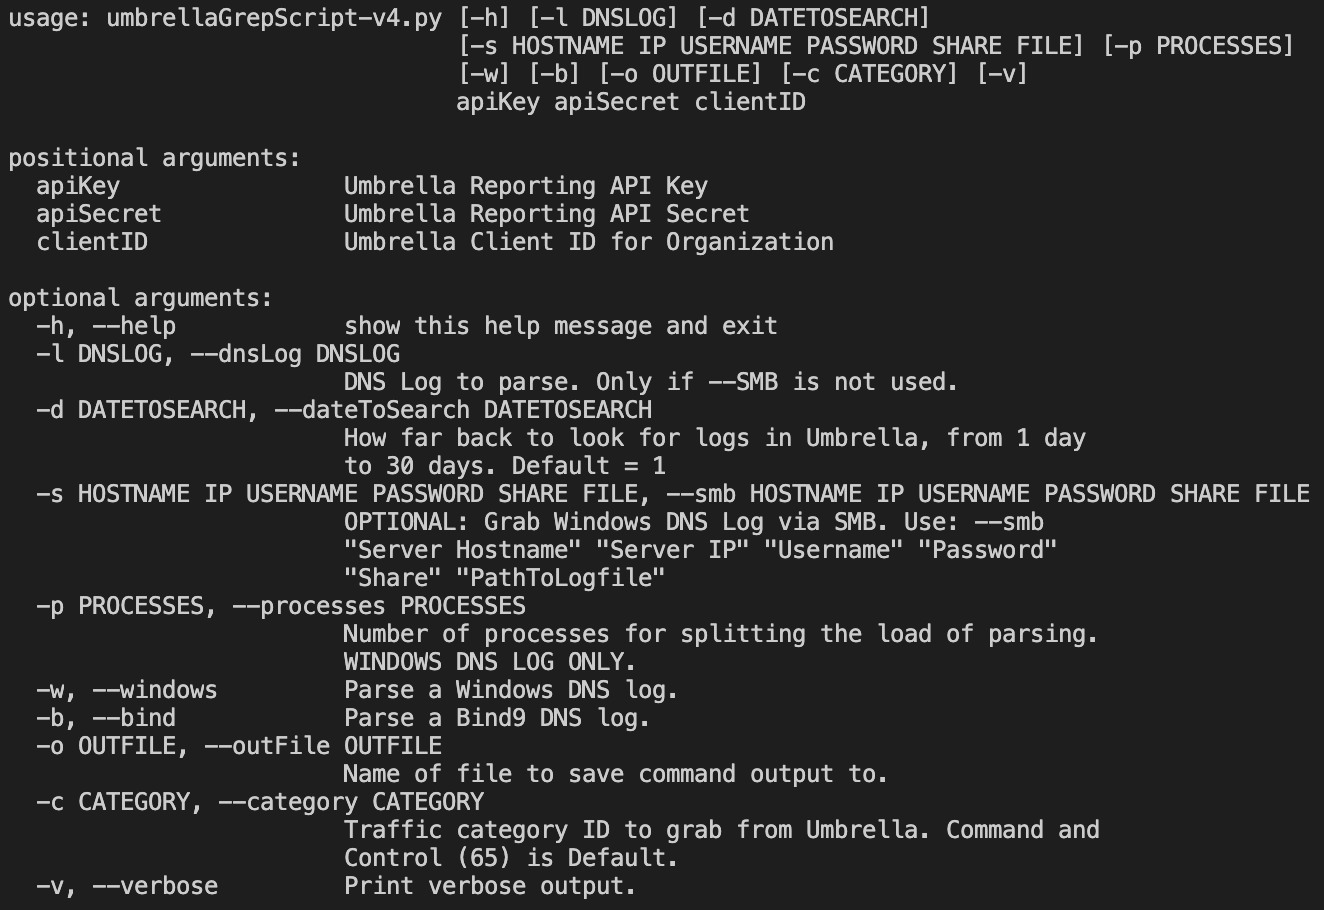 usage: umbrellaGrepScript-v4.py [-h] [-l DNSLOG] [-d DATETOSEARCH]
[-s HOSTNAME IP USERNAME PASSWORD SHARE FILE] [-p PROCESSES]
[-w] [-b] [-o OUTFILE] [-c CATEGORY] [-v]
apiKey apiSecret clientID
positional arguments:
apiKey Umbrella Reporting API Key
apiSecret Umbrella Reporting API Secret
clientID Umbrella Client ID for Organization
optional arguments:
-h, --help show this help message and exit
-l DNSLOG, --dnsLog DNSLOG
DNS Log to parse. Only if --SMB is not used.
-d DATETOSEARCH, --dateToSearch DATETOSEARCH
How far back to look for logs in Umbrella, from 1 day
to 30 days. Default = 1
-s HOSTNAME IP USERNAME PASSWORD SHARE FILE, --smb HOSTNAME IP USERNAME PASSWORD SHARE FILE
OPTIONAL: Grab Windows DNS Log via SMB. Use: --smb
"Server Hostname" "Server IP" "Username" "Password"
"Share" "PathToLogfile"
-p PROCESSES, --processes PROCESSES
Number of processes for splitting the load of parsing.
WINDOWS DNS LOG ONLY.
-w, --windows Parse a Windows DNS log.
-b, --bind Parse a Bind9 DNS log.
-o OUTFILE, --outFile OUTFILE
Name of file to save command output to.
-c CATEGORY, --category CATEGORY
Traffic category ID to grab from Umbrella. Command and
Control (65) is Default.
-v, --verbose Print verbose output.